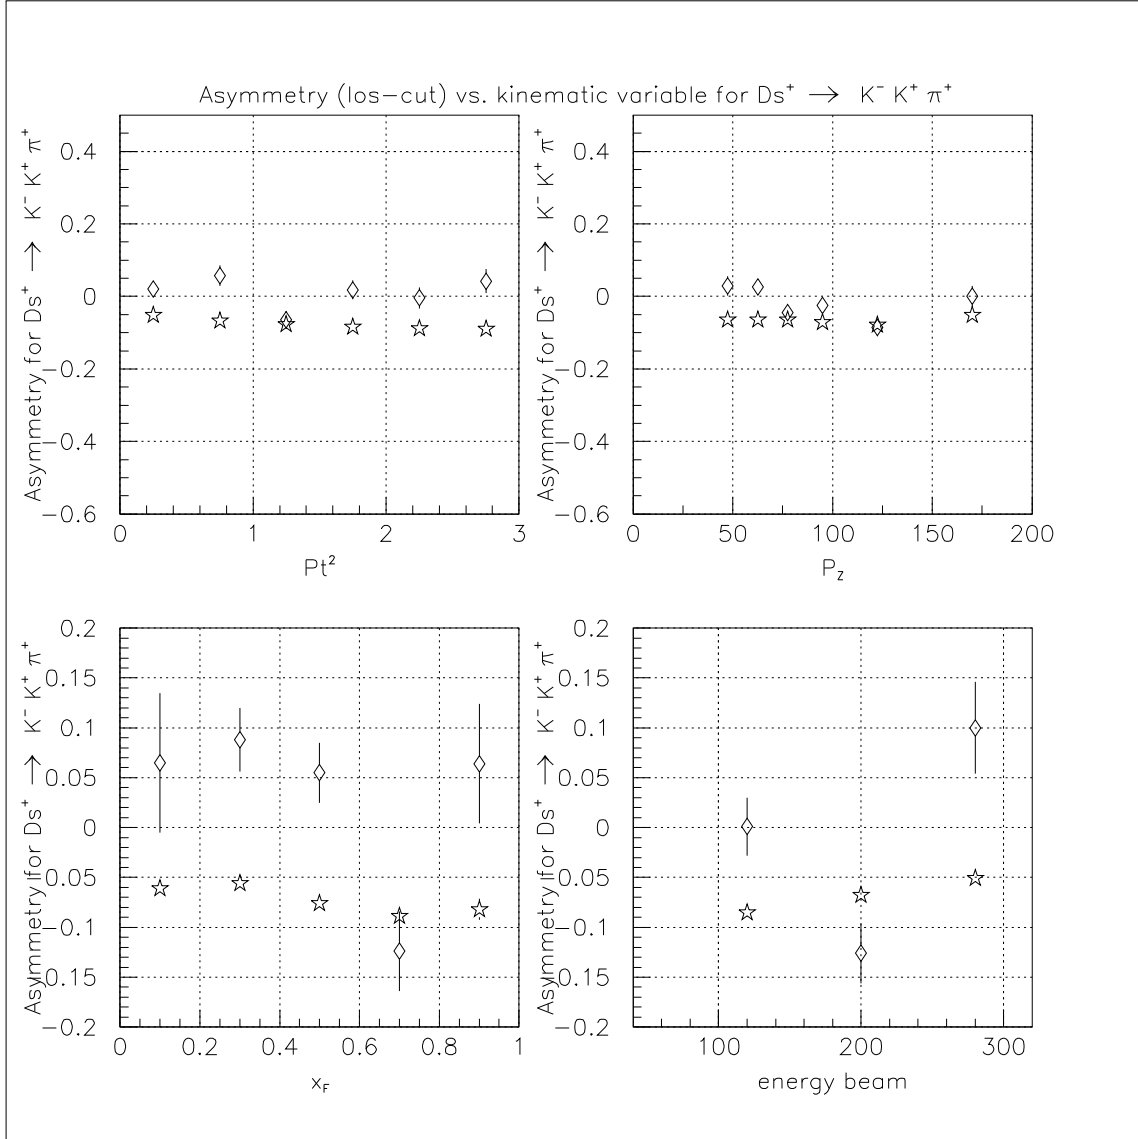 Asymmetry (los-cut) vs. kinematic variable for Ds⁺ → K⁻ K⁺ π⁺
Asymmetry for Ds⁺ → K⁻ K⁺ π⁺
0.4
0.2
0
-0.2
-0.4
-0.6
0 1 2 3
Pt²
Asymmetry for Ds⁺ → K⁻ K⁺ π⁺
0.4
0.2
0
-0.2
-0.4
-0.6
0 50 100 150 200
P_Z
Asymmetry for Ds⁺ → K⁻ K⁺ π⁺
0.2
0.15
0.1
0.05
0
-0.05
-0.1
-0.15
-0.2
0 0.2 0.4 0.6 0.8 1
x_F
Asymmetry for Ds⁺ → K⁻ K⁺ π⁺
0.2
0.15
0.1
0.05
0
-0.05
-0.1
-0.15
-0.2
100 200 300
energy beam